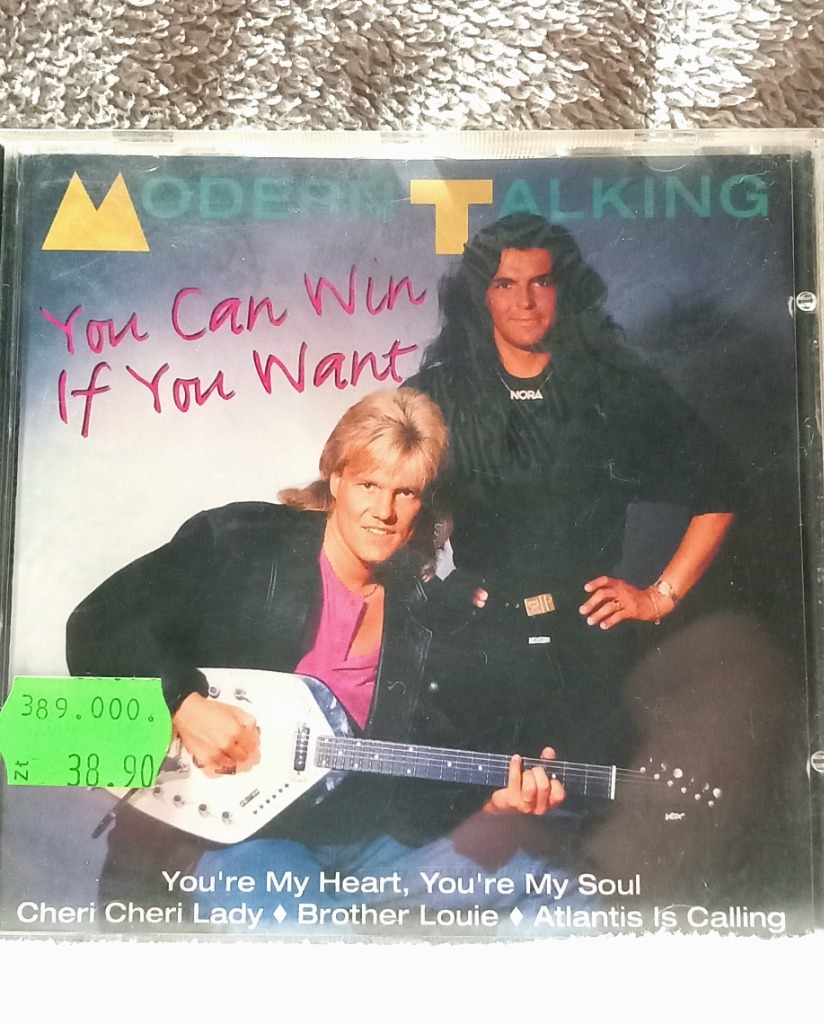 MODERN TALKING
You Can Win
If You Want
NORA
389.000.
Zł 38.90
VOX
You're My Heart, You're My Soul
Cheri Cheri Lady ♦ Brother Louie ♦ Atlantis Is Calling